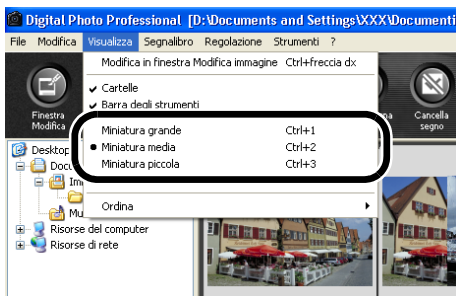 Digital Photo Professional [D:\Documents and Settings\XXX\Documenti
File Modifica Visualizza Segnalibro Regolazione Strumenti ?
Modifica in finestra Modifica immagine Ctrl+freccia dx
Cartelle
Barra degli strumenti
Finestra Modifica
Cancella segno
Miniatura grande Ctrl+1
Miniatura media Ctrl+2
Miniatura piccola Ctrl+3
Desktop
Ordina
Risorse del computer
Risorse di rete